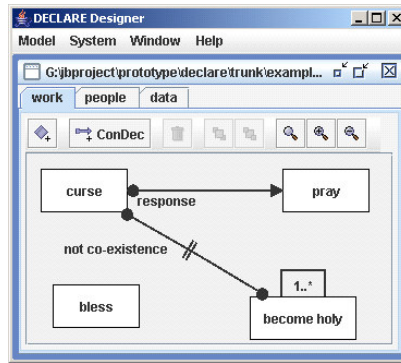 DECLARE Designer
Model System Window Help
G:\jbproject\prototype\declare\trunk\exampl...
work people data
ConDec
curse
response
pray
not co-existence
1..*
bless
become holy